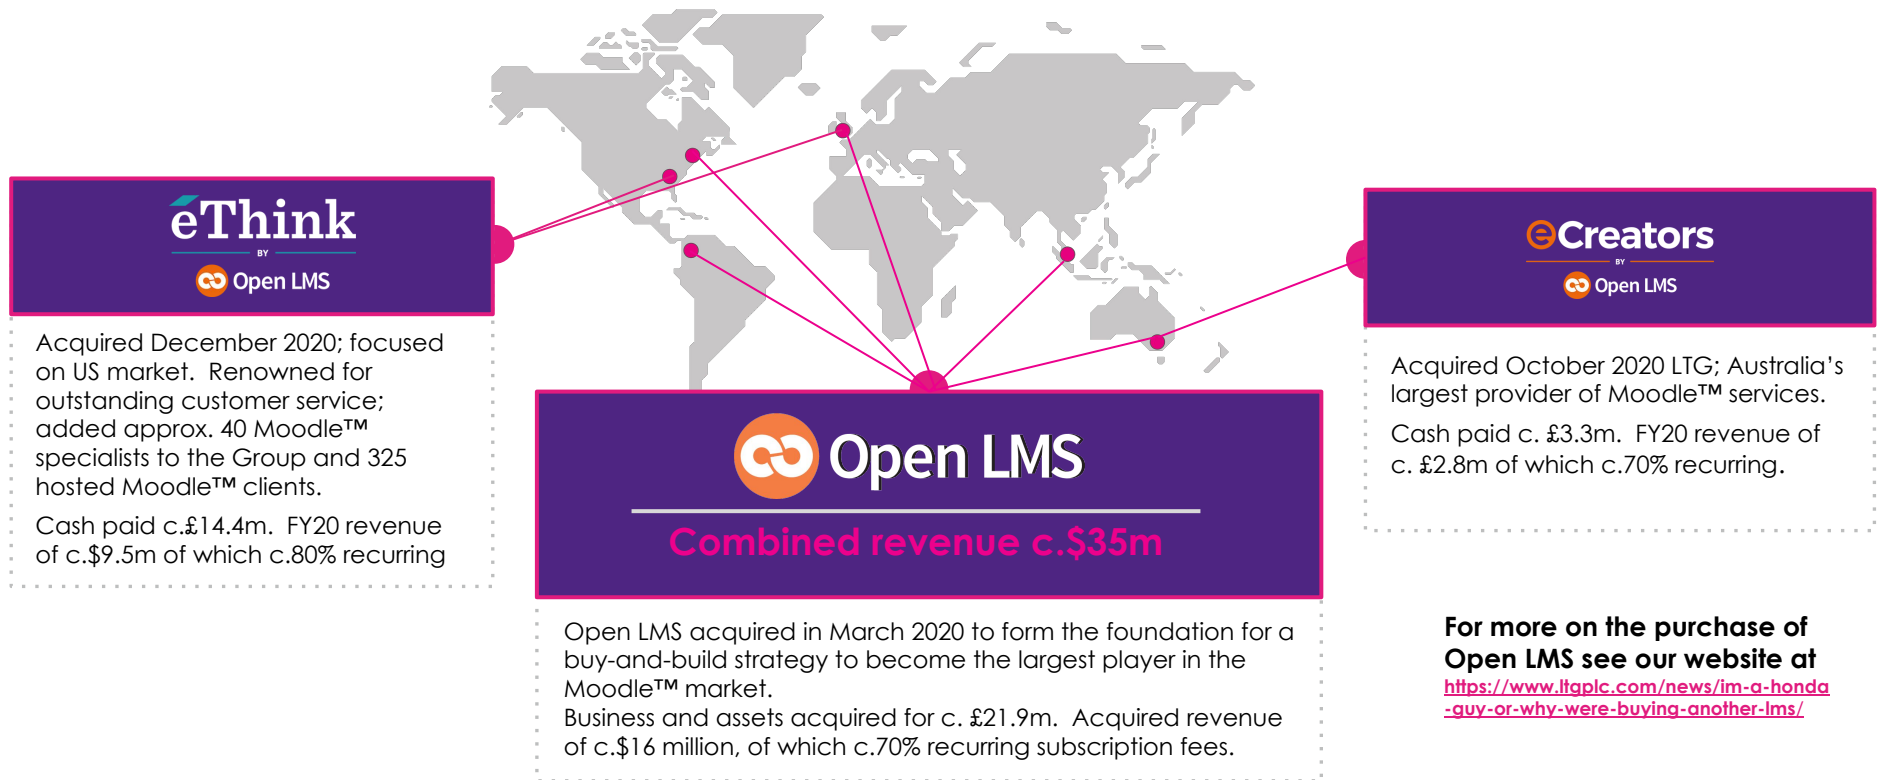 éThink
BY
Open LMS
Acquired December 2020; focused
on US market. Renowned for
outstanding customer service;
added approx. 40 Moodle™
specialists to the Group and 325
hosted Moodle™ clients.
Cash paid c.£14.4m. FY20 revenue
of c.$9.5m of which c.80% recurring
Open LMS
Combined revenue c.$35m
Open LMS acquired in March 2020 to form the foundation for a
buy-and-build strategy to become the largest player in the
Moodle™ market.
Business and assets acquired for c. £21.9m. Acquired revenue
of c.$16 million, of which c.70% recurring subscription fees.
eCreators
BY
Open LMS
Acquired October 2020 LTG; Australia’s
largest provider of Moodle™ services.
Cash paid c. £3.3m. FY20 revenue of
c. £2.8m of which c.70% recurring.
For more on the purchase of
Open LMS see our website at
https://www.ltgplc.com/news/im-a-honda
-guy-or-why-were-buying-another-lms/